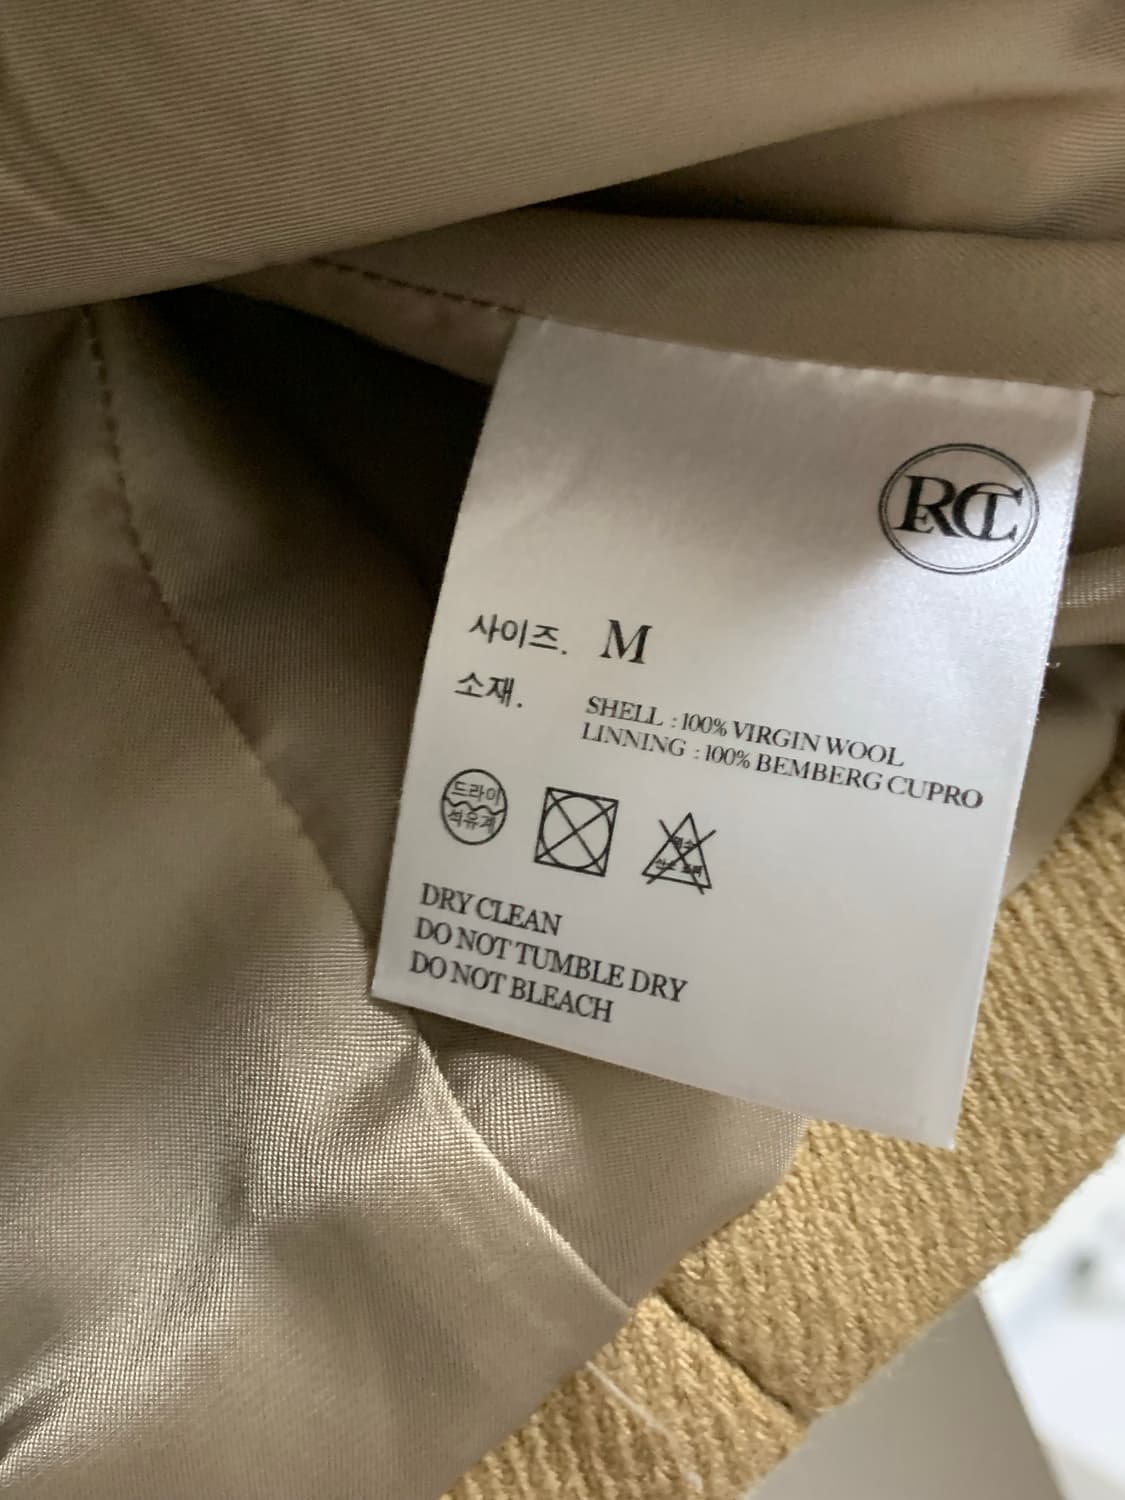 RECT
사이즈. M
소재.
SHELL : 100% VIRGIN WOOL
LINNING : 100% BEMBERG CUPRO
드라이
석유계
DRY CLEAN
DO NOT TUMBLE DRY
DO NOT BLEACH